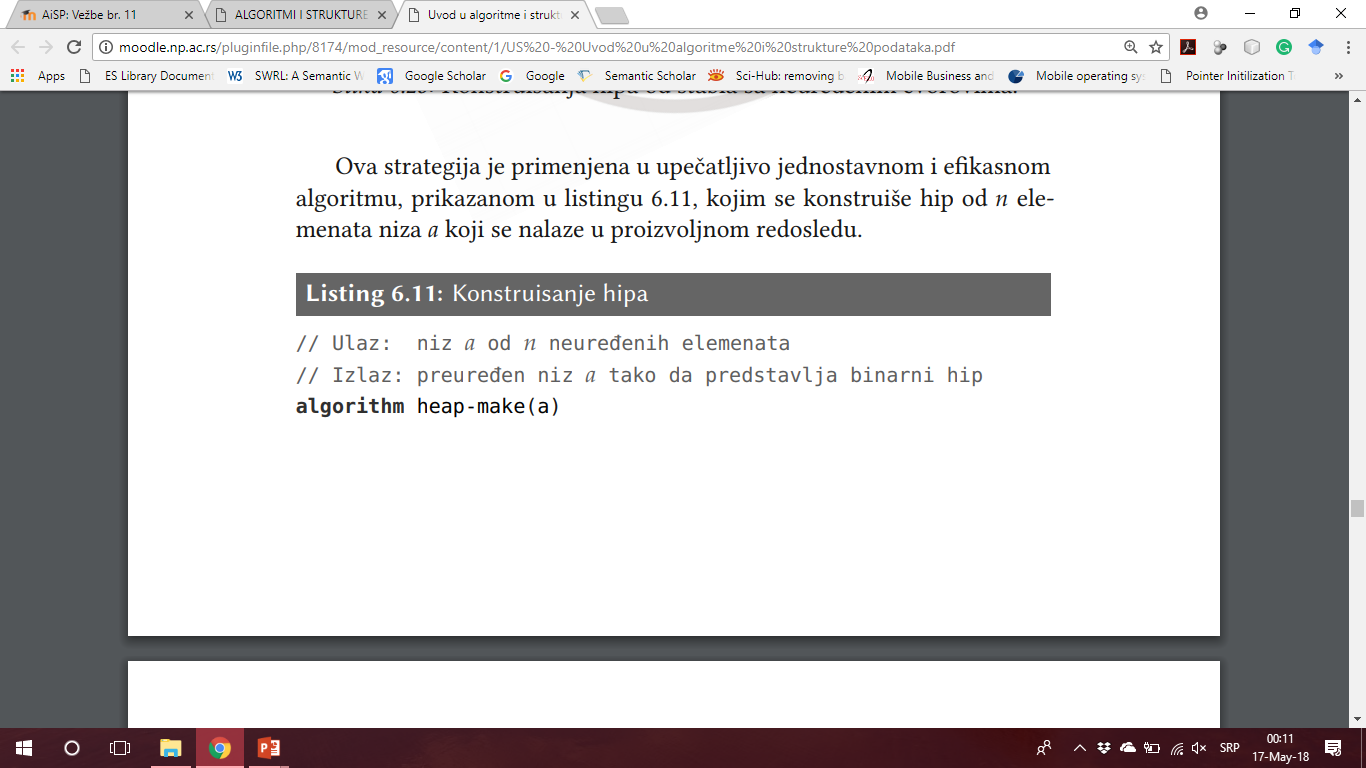 AiSP: Vežbe br. 11
ALGORITMI I STRUKTURE
Uvod u algoritme i strukt
moodle.np.ac.rs/pluginfile.php/8174/mod_resource/content/1/US%20-%20Uvod%20u%20algoritme%20i%20strukture%20podataka.pdf
Apps
ES Library Document
SWRL: A Semantic W
Google Scholar
Google
Semantic Scholar
Sci-Hub: removing b
Mobile Business and
Mobile operating sy
Pointer Initilization T
Ova strategija je primenjena u upečatljivo jednostavnom i efikasnom
algoritmu, prikazanom u listingu 6.11, kojim se konstruiše hip od n ele-
menata niza a koji se nalaze u proizvoljnom redosledu.
Listing 6.11: Konstruisanje hipa
// Ulaz: niz a od n neuređenih elemenata
// Izlaz: preuređen niz a tako da predstavlja binarni hip
algorithm heap-make(a)
SRP
00:11
17-May-18